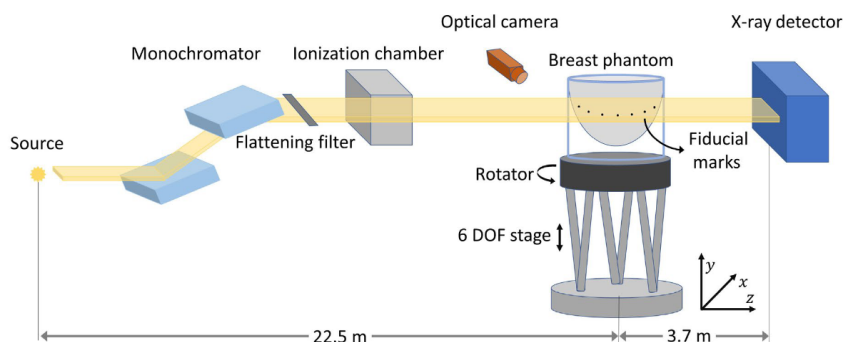 Optical camera
X-ray detector
Monochromator
Ionization chamber
Breast phantom
Source
Flattening filter
Fiducial
marks
Rotator
6 DOF stage
y
x
z
22.5 m
3.7 m